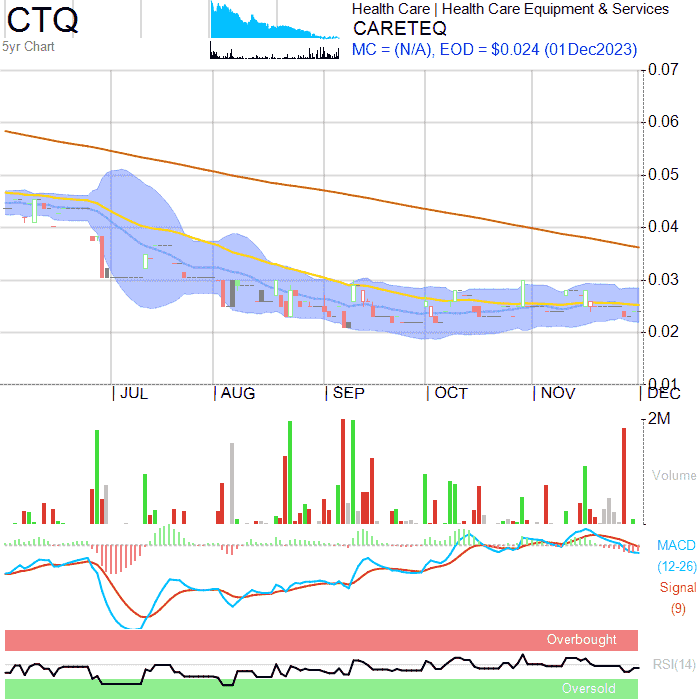 CTQ
5yr Chart
Health Care | Health Care Equipment & Services
CARETEQ
MC = (N/A), EOD = $0.024 (01Dec2023)
0.07
0.06
0.05
0.04
0.03
0.02
0.01
| JUL | AUG | SEP | OCT | NOV | DEC
2M
Volume
MACD
(12-26)
Signal
(9)
Overbought
RSI(14)
Oversold